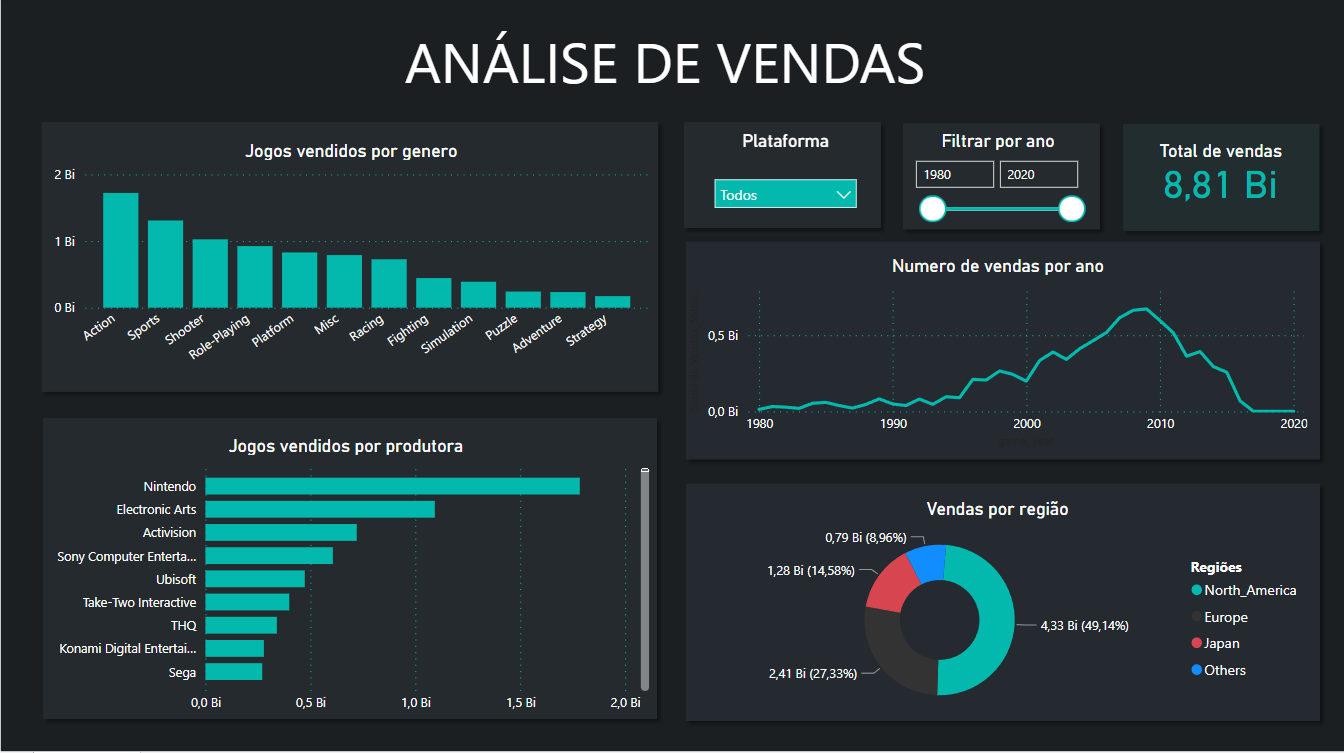 ANÁLISE DE VENDAS
Jogos vendidos por genero
2 Bi
1 Bi
0 Bi
Action
Sports
Shooter
Role-Playing
Platform
Misc
Racing
Fighting
Simulation
Puzzle
Adventure
Strategy
Plataforma
Todos
Filtrar por ano
1980 2020
Total de vendas
8,81 Bi
Numero de vendas por ano
0,5 Bi
0,0 Bi
1980 1990 2000 2010 2020
Jogos vendidos por produtora
Nintendo
Electronic Arts
Activision
Sony Computer Enterta...
Ubisoft
Take-Two Interactive
THQ
Konami Digital Entertai...
Sega
0,0 Bi 0,5 Bi 1,0 Bi 1,5 Bi 2,0 Bi
Vendas por região
0,79 Bi (8,96%)
1,28 Bi (14,58%)
4,33 Bi (49,14%)
2,41 Bi (27,33%)
Regiões
North_America
Europe
Japan
Others